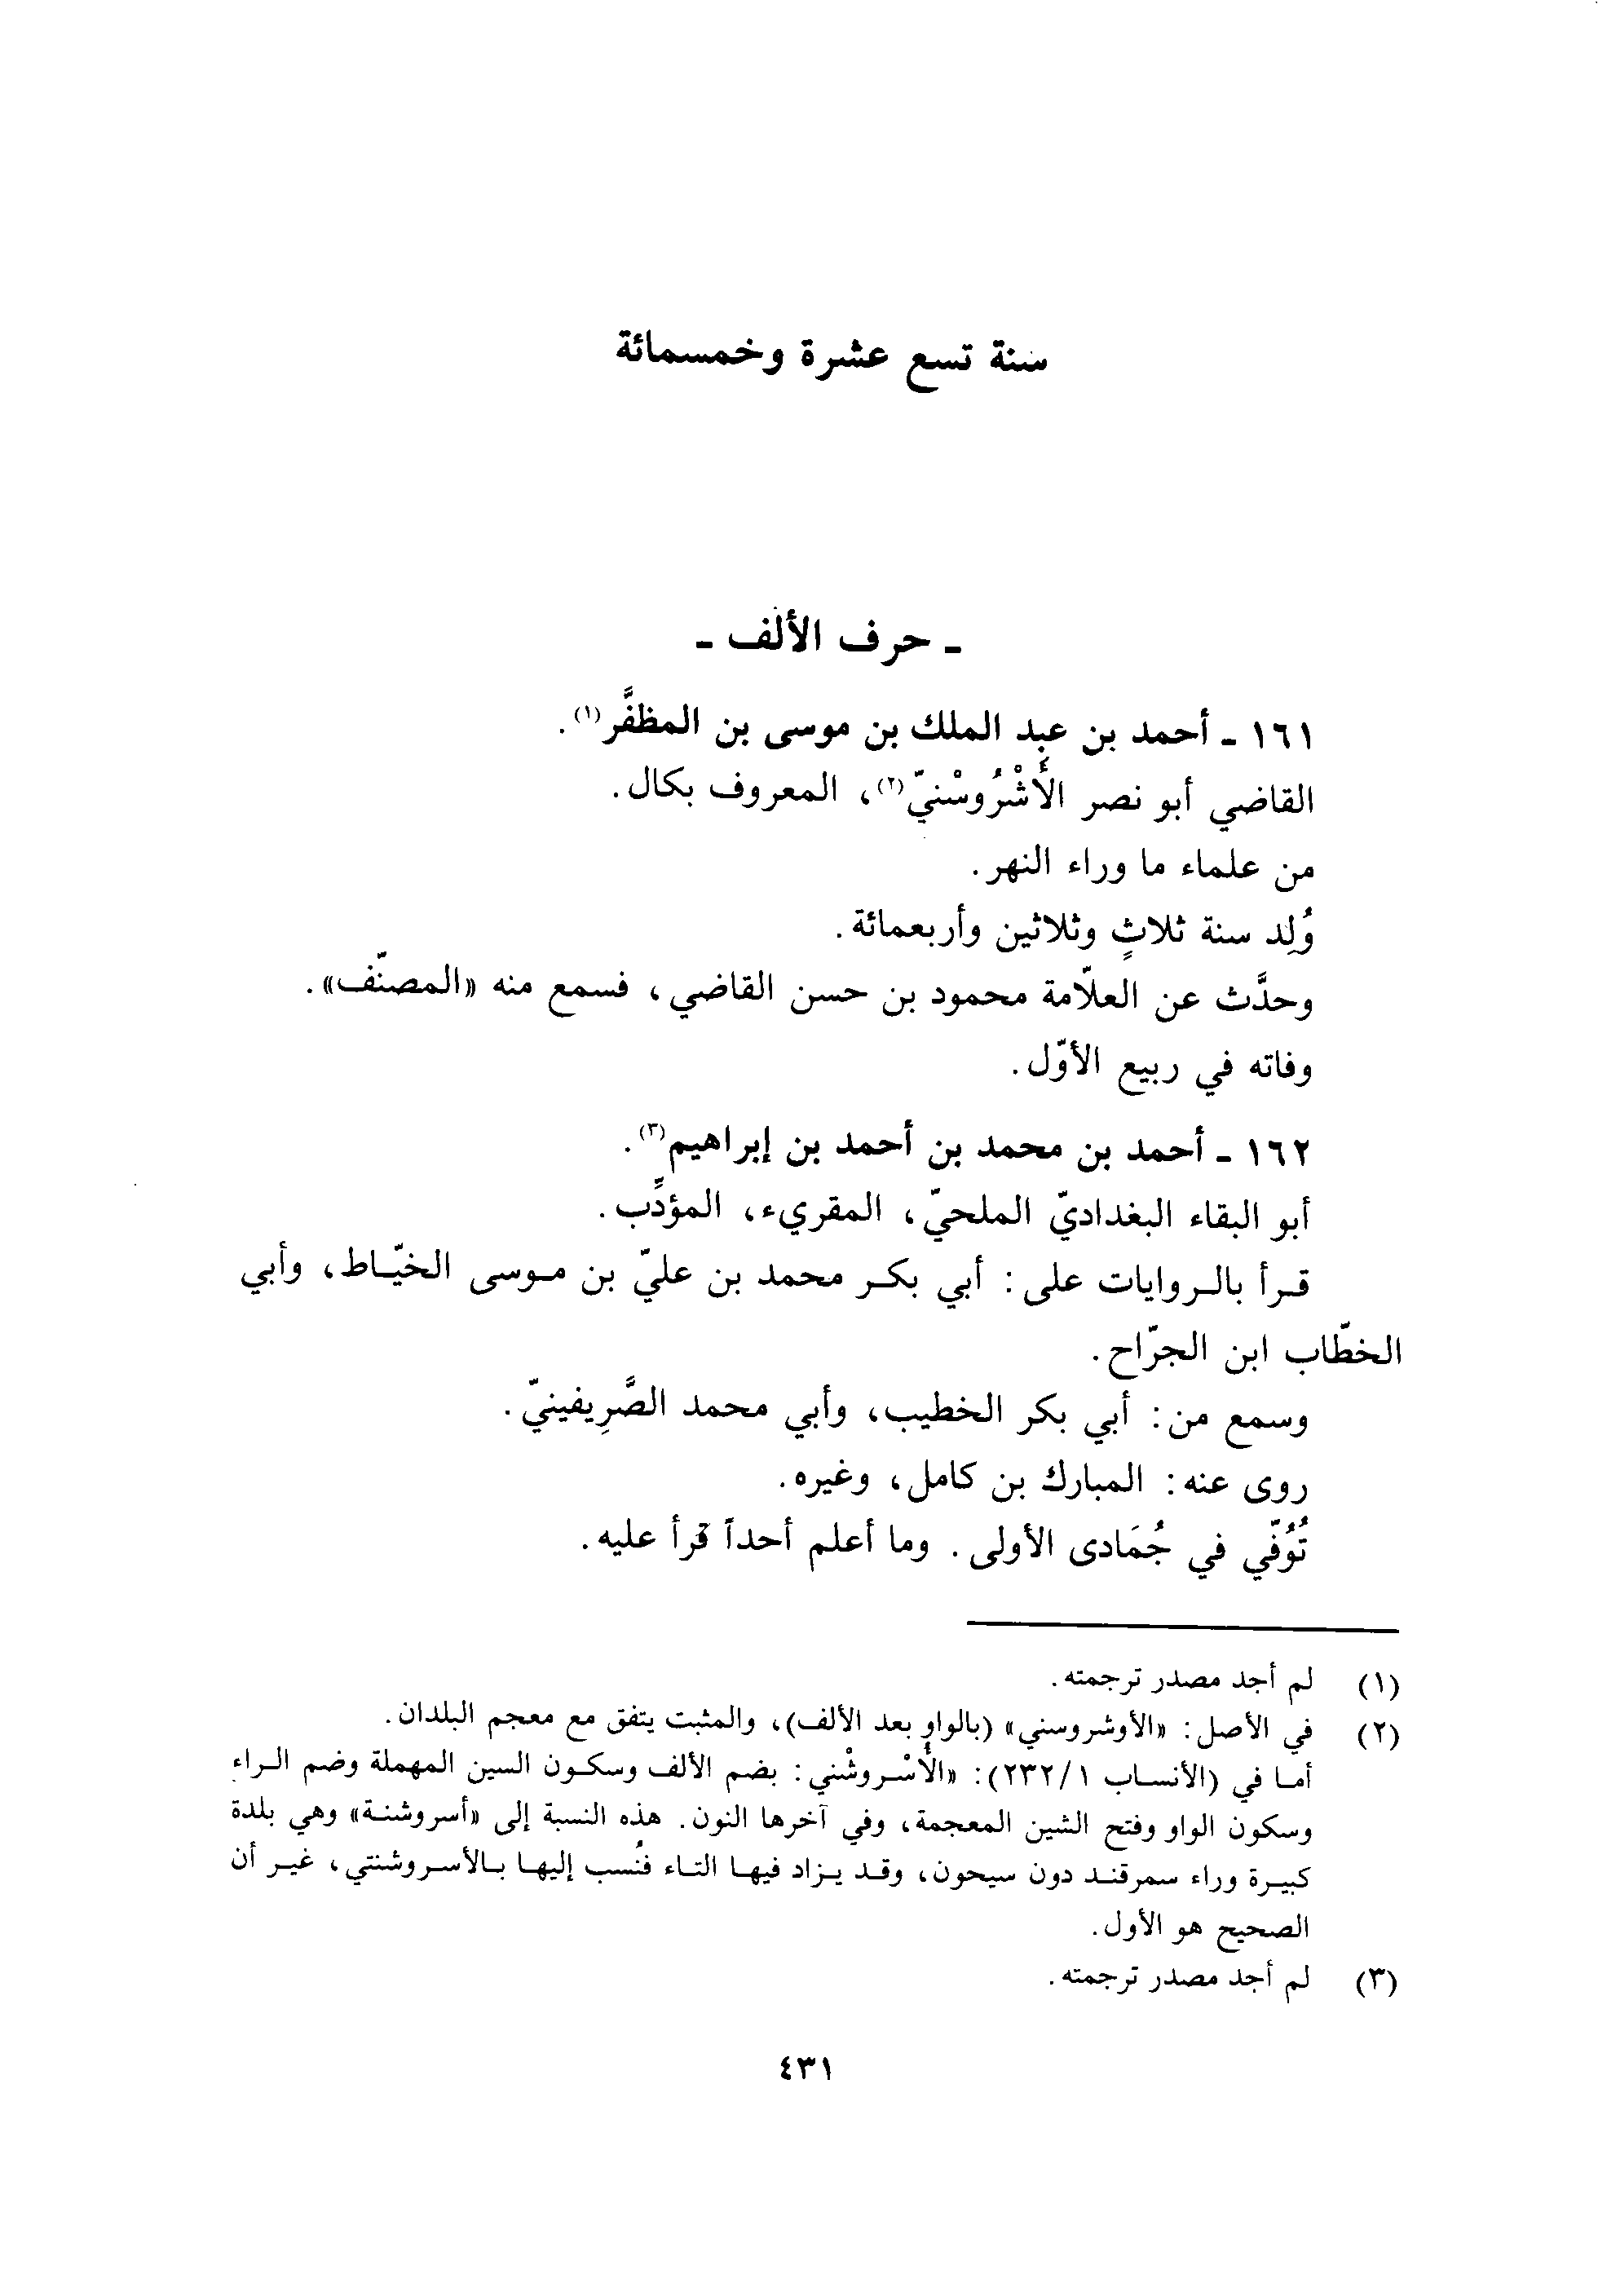 سنة تسع عشرة وخمسمائة
ـ حرف الألف ـ
١٦١ ـ أحمد بن عبد الملك بن موسى بن المظفَّر(١).
القاضي أبو نصر الأُشْرُوسْنيّ(٢)، المعروف بكال.
من علماء ما وراء النهر.
وُلِد سنة ثلاثٍ وثلاثين وأربعمائة.
وحدَّث عن العلّامة محمود بن حسن القاضي، فسمع منه «المصنّف».
وفاته في ربيع الأوّل.
١٦٢ ـ أحمد بن محمد بن أحمد بن إبراهيم(٣).
أبو البقاء البغداديّ الملحيّ، المقريء، المؤدِّب.
قرأ بالروايات على: أبي بكر محمد بن عليّ بن موسى الخيّاط، وأبي
الخطّاب ابن الجرّاح.
وسمع من: أبي بكر الخطيب، وأبي محمد الصَّرِيفينيّ.
روى عنه: المبارك بن كامل، وغيره.
تُوُفّي في جُمَادى الأولى. وما أعلم أحداً قرأ عليه.
(١) لم أجد مصدر ترجمته.
(٢) في الأصل: «الأوشروسني» (بالواو بعد الألف)، والمثبت يتفق مع معجم البلدان.
أما في (الأنساب ٢٣٢/١): «الأُسْروشْني: بضم الألف وسكون السين المهملة وضم الراء
وسكون الواو وفتح الشين المعجمة، وفي آخرها النون. هذه النسبة إلى «أسروشنة» وهي بلدة
كبيرة وراء سمرقند دون سيحون، وقد يزاد فيها التاء فنُسب إليها بالأسروشنتي، غير أن
الصحيح هو الأول.
(٣) لم أجد مصدر ترجمته.
٤٣١